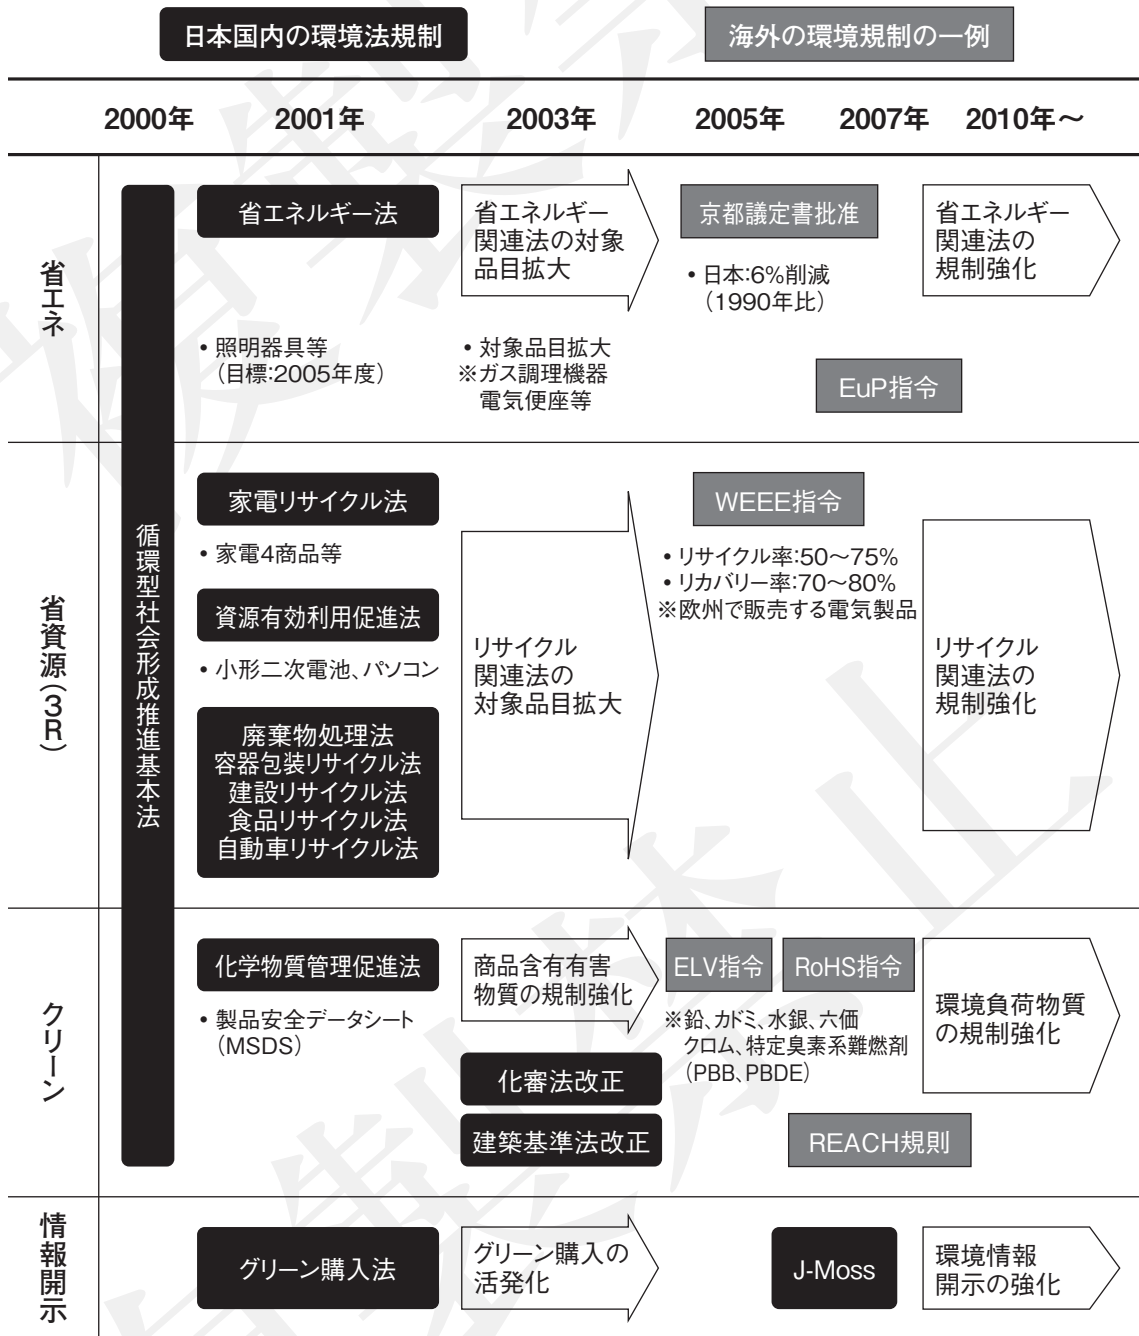 日本国内の環境法規制
海外の環境規制の一例
2000年
2001年
2003年
2005年
2007年
2010年～
省エネ
循環型社会形成推進基本法
省エネルギー法
・照明器具等
（目標：2005年度）
省エネルギー
関連法の対象
品目拡大
・対象品目拡大
※ガス調理機器
電気便座等
京都議定書批准
・日本：6%削減
（1990年比）
EuP指令
省エネルギー
関連法の
規制強化
省資源（3R）
家電リサイクル法
・家電4商品等
資源有効利用促進法
・小形二次電池、パソコン
廃棄物処理法
容器包装リサイクル法
建設リサイクル法
食品リサイクル法
自動車リサイクル法
リサイクル
関連法の
対象品目拡大
WEEE指令
・リサイクル率：50～75%
・リカバリー率：70～80%
※欧州で販売する電気製品
リサイクル
関連法の
規制強化
クリーン
化学物質管理促進法
・製品安全データシート
（MSDS）
商品含有有害
物質の規制強化
化審法改正
建築基準法改正
ELV指令
RoHS指令
※鉛、カドミ、水銀、六価
クロム、特定臭素系難燃剤
（PBB、PBDE）
REACH規則
環境負荷物質
の規制強化
情報開示
グリーン購入法
グリーン購入の
活発化
J-Moss
環境情報
開示の強化
複製禁止